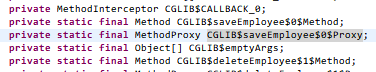 private MethodInterceptor CGLIB$CALLBACK_0;
private static final Method CGLIB$saveEmployee$0$Method;
private static final MethodProxy CGLIB$saveEmployee$0$Proxy;
private static final Object[] CGLIB$emptyArgs;
private static final Method CGLIB$deleteEmployee$1$Method;